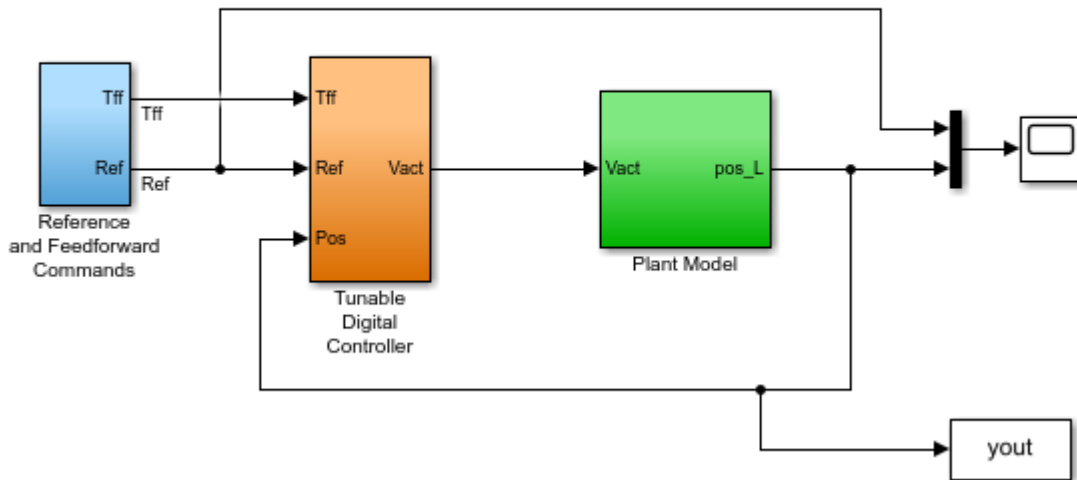 Tff
Tff
Ref
Ref
Reference
and Feedforward
Commands
Tff
Ref
Vact
Pos
Tunable
Digital
Controller
Vact
pos_L
Plant Model
yout